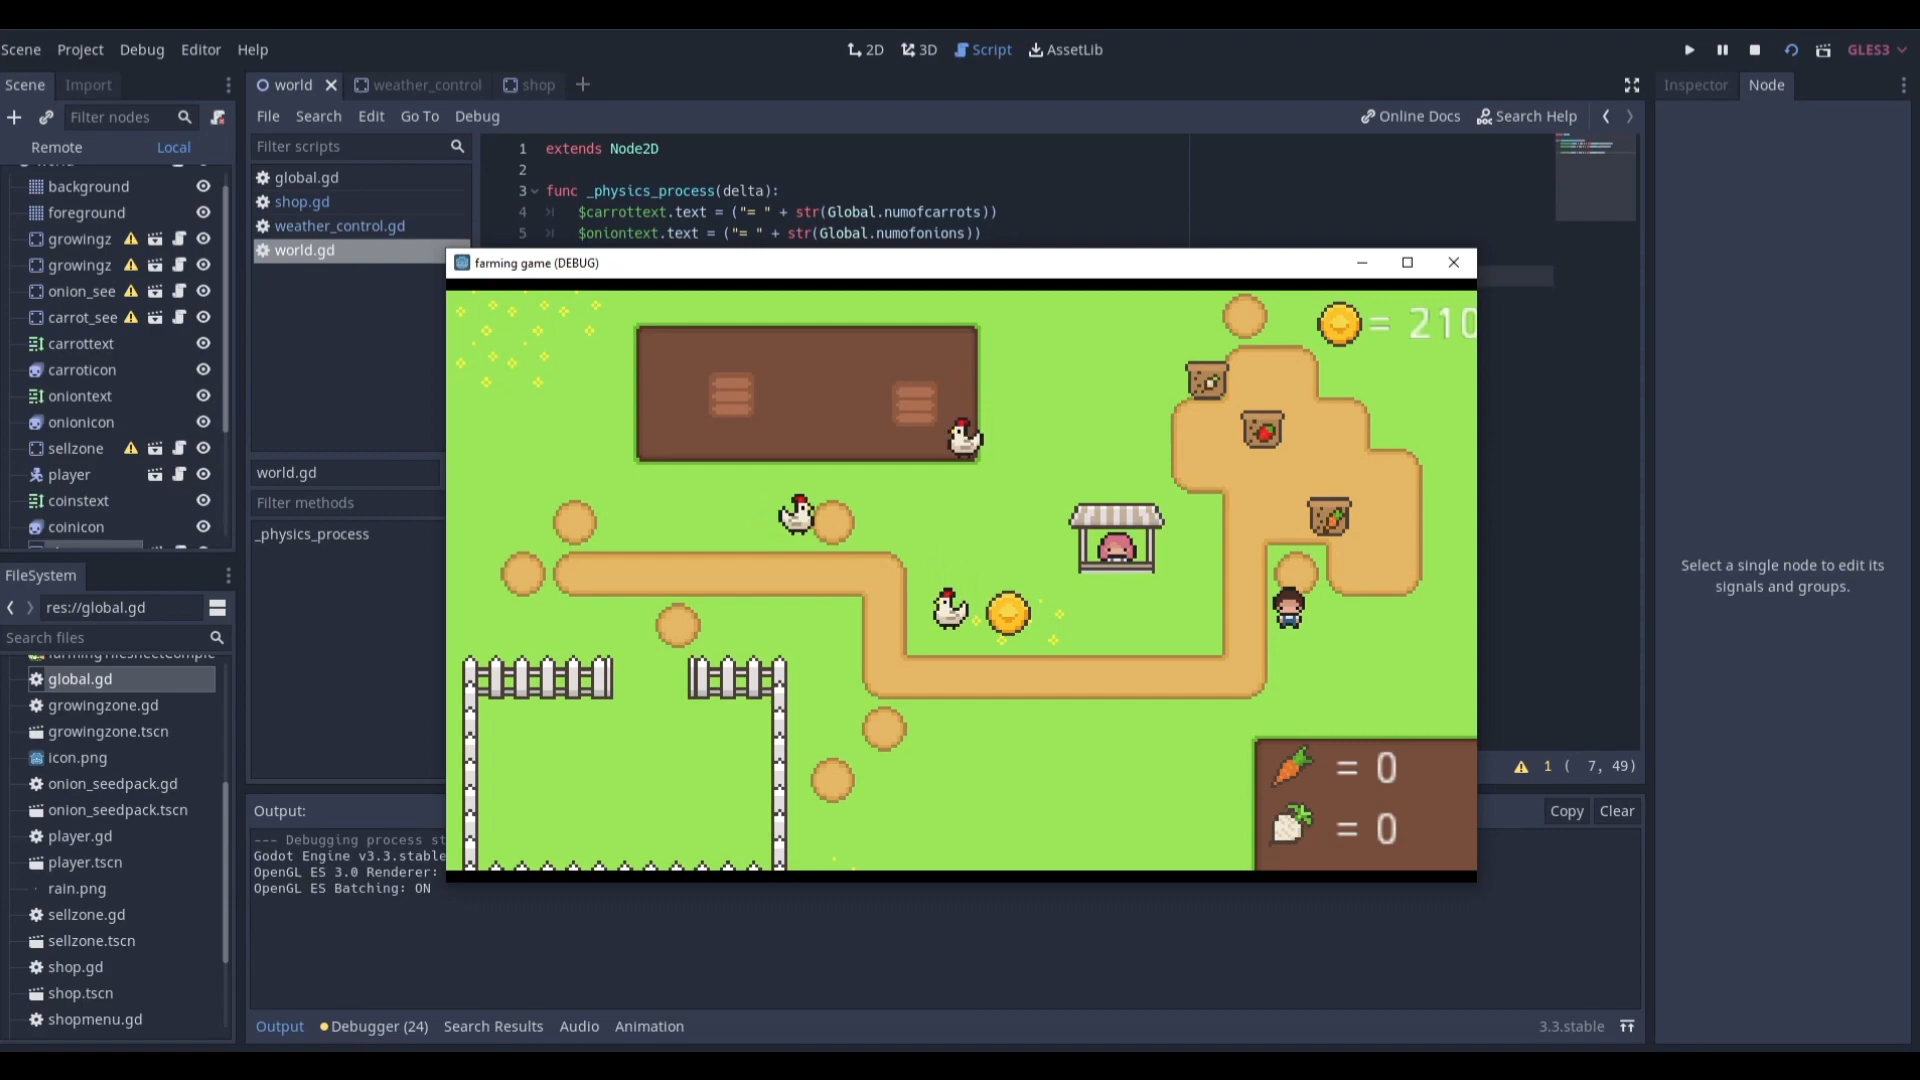 Scene Project Debug Editor Help
2D 3D Script AssetLib
GLES3
Scene Import
world weather_control shop
Inspector Node
Filter nodes
File Search Edit Go To Debug
Online Docs Search Help
Remote Local
Filter scripts
background
foreground
growingz
growingz
onion_see
carrot_see
carrottext
carroticon
oniontext
onionicon
sellzone
player
coinstext
coinicon
global.gd
shop.gd
weather_control.gd
world.gd
world.gd
Filter methods
_physics_process
1 extends Node2D
2
3 func _physics_process(delta):
4 $carrottext.text = ("= " + str(Global.numofcarrots))
5 $oniontext.text = ("= " + str(Global.numofonions))
farming game (DEBUG)
= 210
= 0
= 0
Select a single node to edit its
signals and groups.
1 ( 7, 49)
FileSystem
res://global.gd
Search files
global.gd
growingzone.gd
growingzone.tscn
icon.png
onion_seedpack.gd
onion_seedpack.tscn
player.gd
player.tscn
rain.png
sellzone.gd
sellzone.tscn
shop.gd
shop.tscn
shopmenu.gd
Output:
Copy Clear
--- Debugging process st
Godot Engine v3.3.stable
OpenGL ES 3.0 Renderer:
OpenGL ES Batching: ON
Output Debugger (24) Search Results Audio Animation
3.3.stable